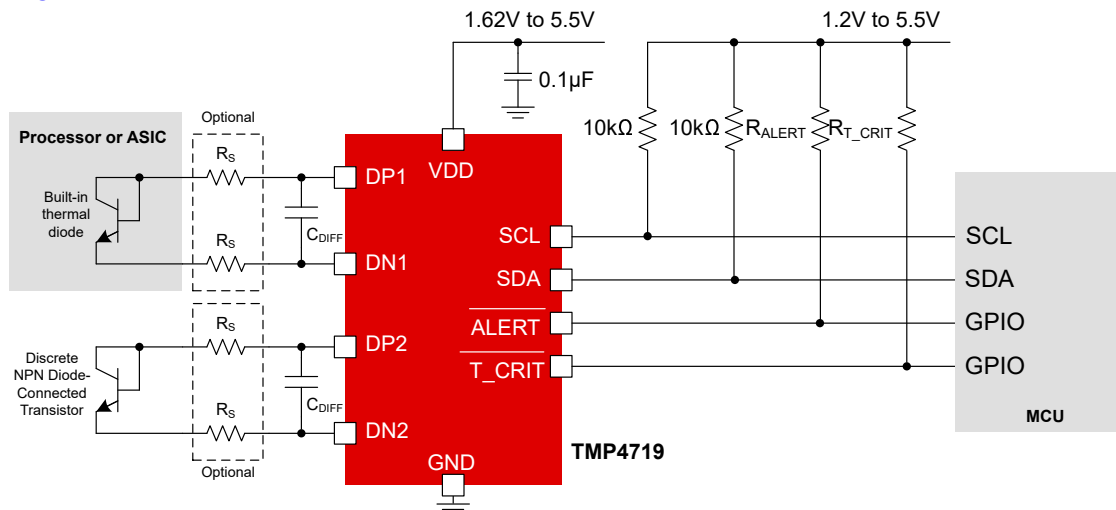 1.62V to 5.5V
1.2V to 5.5V
0.1µF
Optional
Processor or ASIC
RS
10kΩ
10kΩ
RALERT
RT_CRIT
DP1
VDD
Built-in
thermal
diode
CDIFF
RS
DN1
SCL
SCL
SDA
SDA
RS
ALERT
GPIO
DP2
Discrete
NPN Diode-
Connected
Transistor
T_CRIT
GPIO
CDIFF
RS
DN2
MCU
TMP4719
GND
Optional